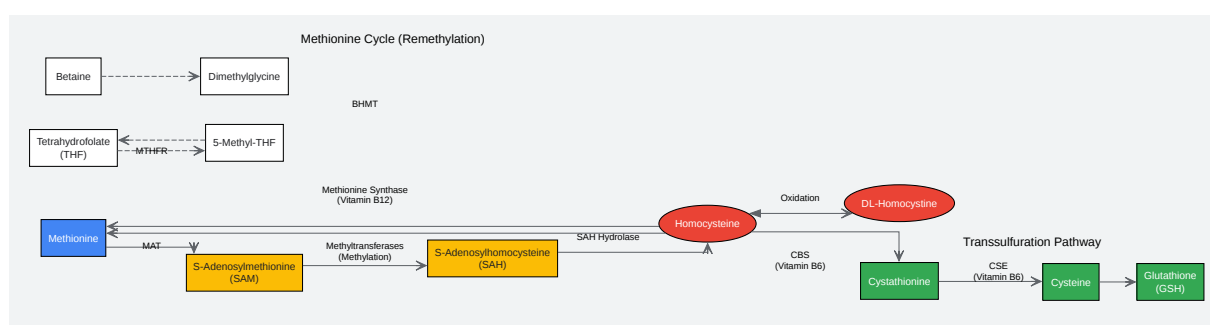 Methionine Cycle (Remethylation)
Betaine
Dimethylglycine
BHMT
Tetrahydrofolate
(THF)
MTHFR
5-Methyl-THF
Methionine Synthase
(Vitamin B12)
Methionine
MAT
S-Adenosylmethionine
(SAM)
Methyltransferases
(Methylation)
S-Adenosylhomocysteine
(SAH)
SAH Hydrolase
Homocysteine
Oxidation
DL-Homocystine
CBS
(Vitamin B6)
Transsulfuration Pathway
Cystathionine
CSE
(Vitamin B6)
Cysteine
Glutathione
(GSH)